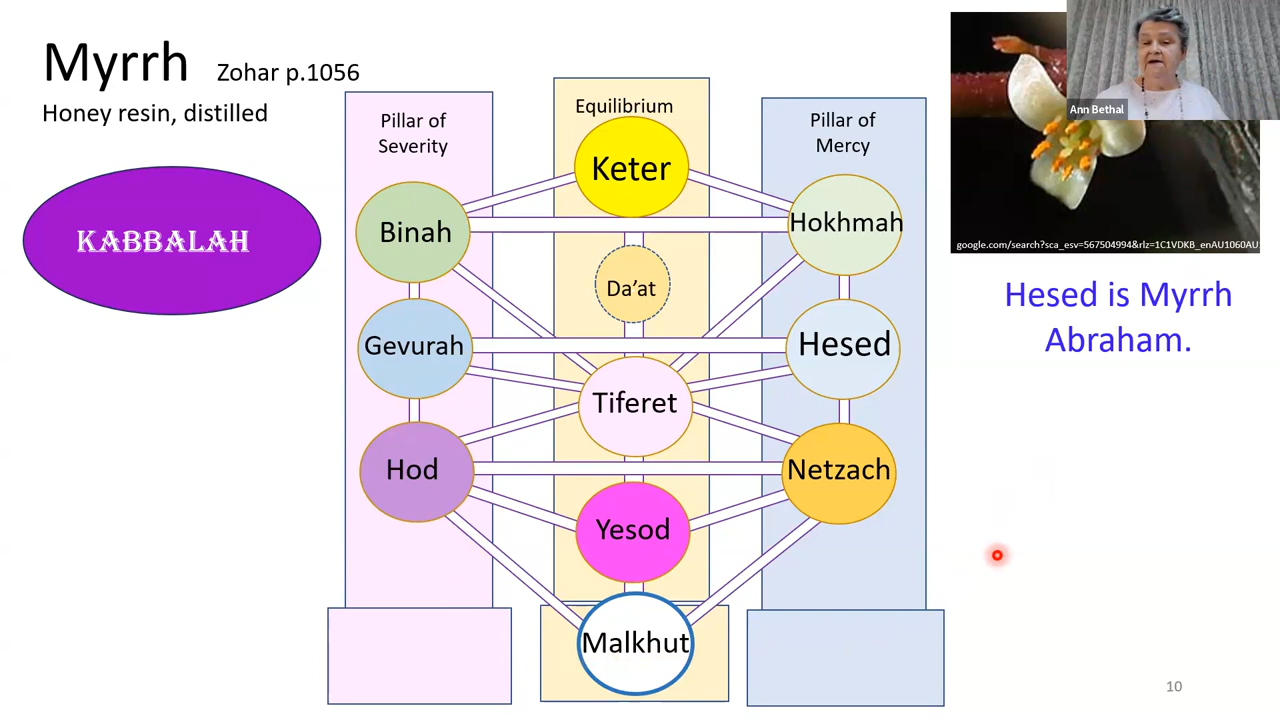 Myrrh Zohar p.1056
Honey resin, distilled
KABBALAH
Pillar of
Severity
Equilibrium
Pillar of
Mercy
Keter
Binah
Hokhmah
Da'at
Gevurah
Hesed
Tiferet
Hod
Netzach
Yesod
Malkhut
Ann Bethal
google.com/search?sca_esv=567504994&rlz=1C1VDKB_enAU1060AU
Hesed is Myrrh
Abraham.
10